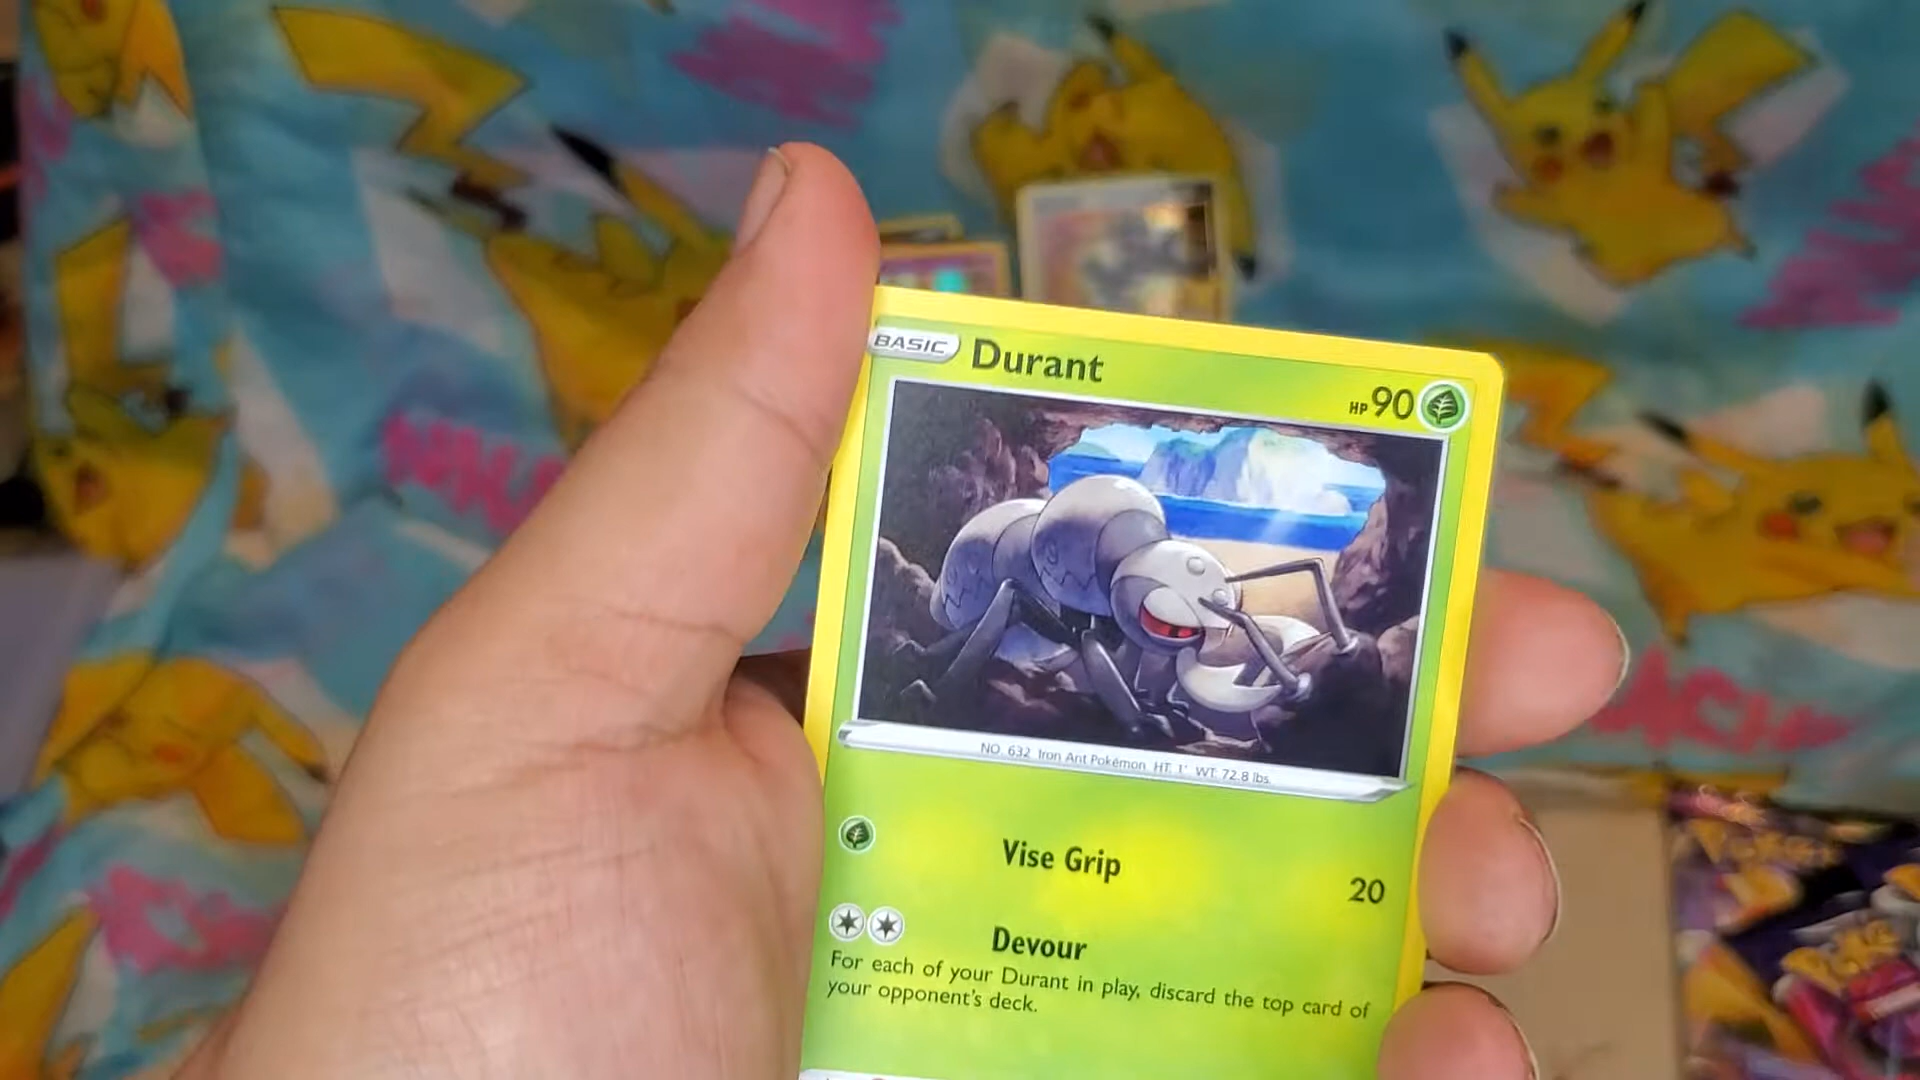 BASIC Durant HP 90
NO. 632 Iron Ant Pokémon HT. 1' WT. 72.8 lbs.
Vise Grip 20
Devour
For each of your Durant in play, discard the top card of
your opponent's deck.